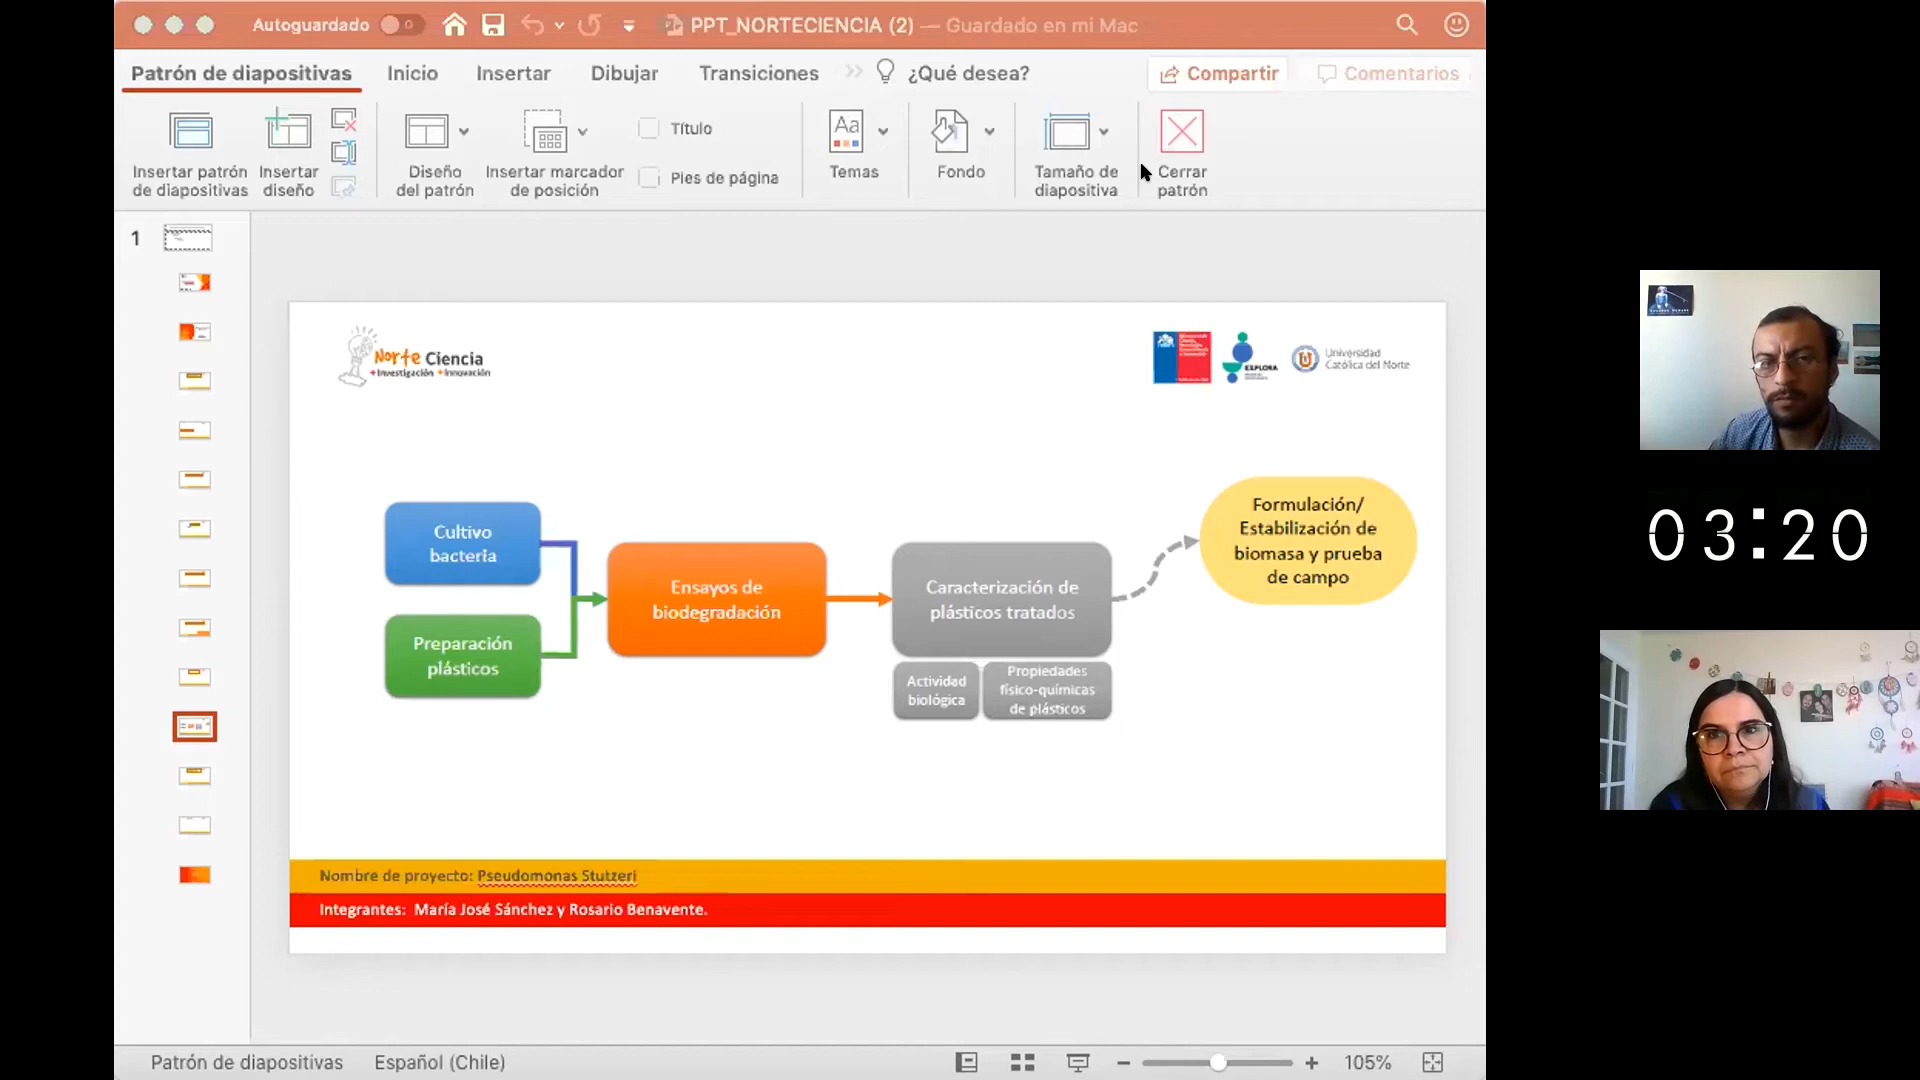 Autoguardado
PPT_NORTECIENCIA (2) — Guardado en mi Mac
Patrón de diapositivas
Inicio
Insertar
Dibujar
Transiciones
¿Qué desea?
Compartir
Comentarios
Insertar patrón
de diapositivas
Insertar
diseño
Diseño
del patrón
Insertar marcador
de posición
Título
Pies de página
Aa
Temas
Fondo
Tamaño de
diapositiva
Cerrar
patrón
1
Norte Ciencia
+Investigación +Innovación
EXPLORA
Universidad
Católica del Norte
Cultivo
bacteria
Preparación
plásticos
Ensayos de
biodegradación
Caracterización de
plásticos tratados
Actividad
biológica
Propiedades
físico-químicas
de plásticos
Formulación/
Estabilización de
biomasa y prueba
de campo
Nombre de proyecto: Pseudomonas Stutzeri
Integrantes: María José Sánchez y Rosario Benavente.
03:20
Patrón de diapositivas
Español (Chile)
105%